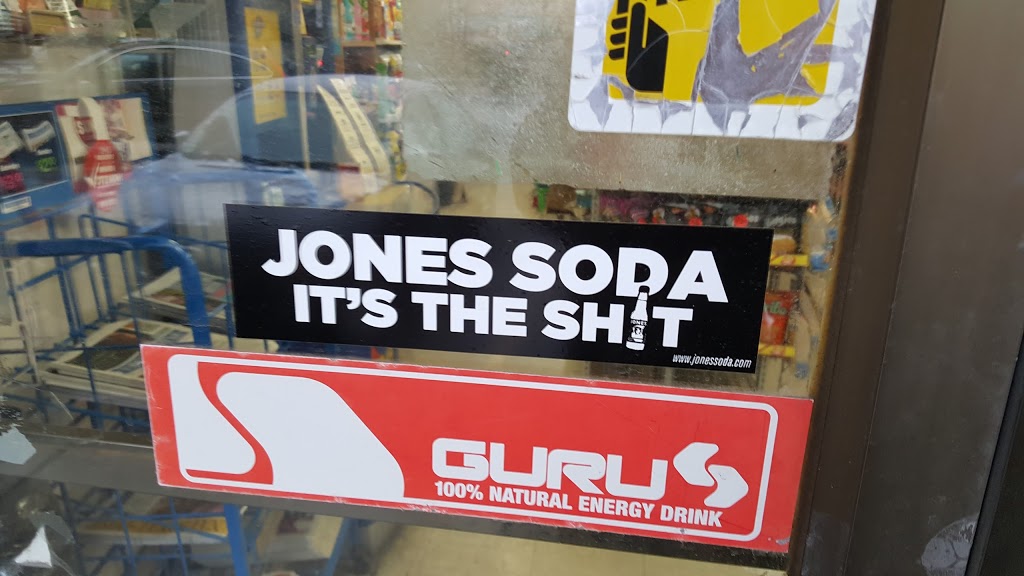 JONES SODA
IT'S THE SHIT
www.jonessoda.com
GURU
100% NATURAL ENERGY DRINK